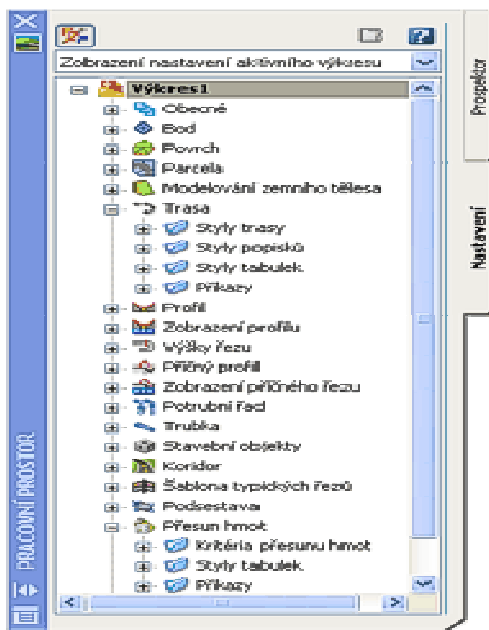 Zobrazení nastavení aktivního výkresu
Výkres1
Obecné
Bod
Povrch
Parcela
Modelování zemního tělesa
Trasa
Styly trasy
Styly popisků
Styly tabulek
Příkazy
Profil
Zobrazení profilu
Výšky řezu
Příčný profil
Zobrazení příčného řezu
Potrubní řad
Trubka
Stavební objekty
Koridor
Šablona typických řezů
Podsestava
Přesun hmot
Kritéria přesunu hmot
Styly tabulek
Příkazy
Prospektor
Nastavení
PRACOVNÍ PROSTOR